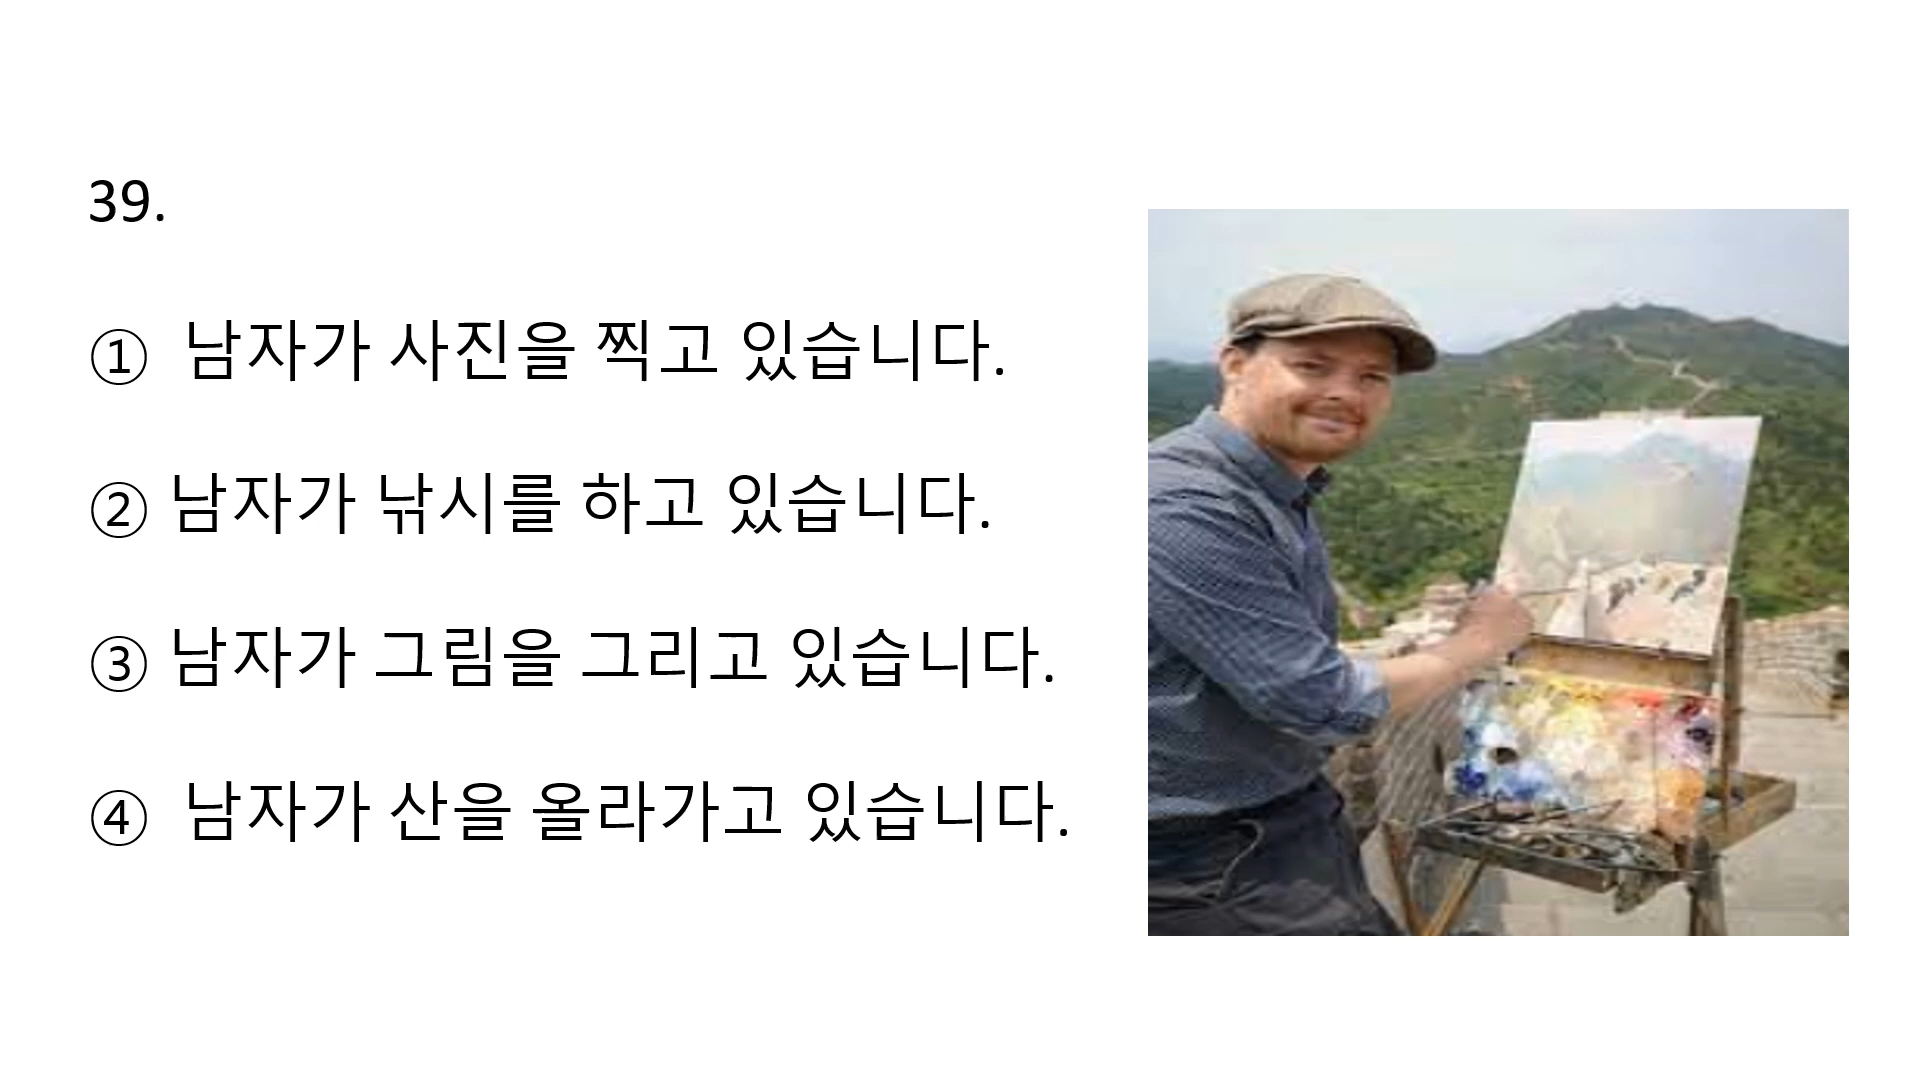 39.
① 남자가 사진을 찍고 있습니다.
② 남자가 낚시를 하고 있습니다.
③ 남자가 그림을 그리고 있습니다.
④ 남자가 산을 올라가고 있습니다.